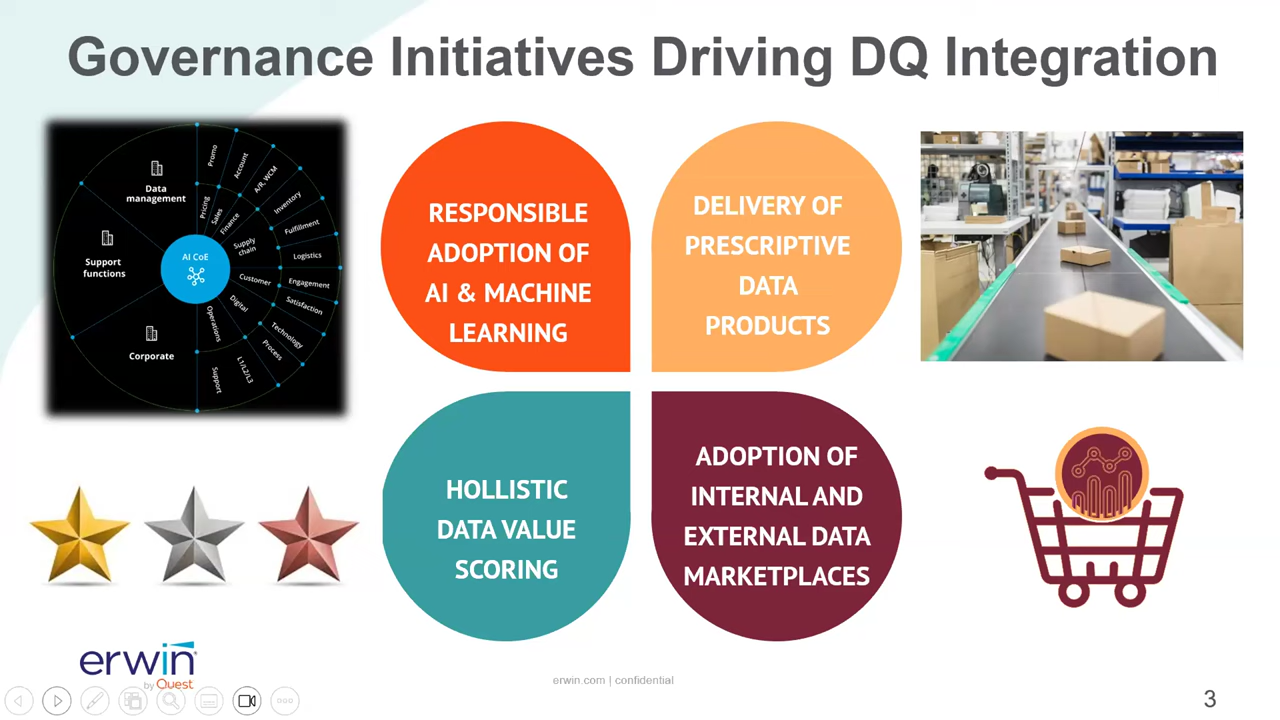 Governance Initiatives Driving DQ Integration
Data
management
Support
functions
Corporate
AI CoE
Promo
Account
A/R, WCM
Inventory
Fulfillment
Logistics
Engagement
Satisfaction
Technology
Process
L1/L2/L3
Support
Pricing
Sales
Finance
Supply
chain
Customer
Digital
Operations
RESPONSIBLE
ADOPTION OF
AI & MACHINE
LEARNING
DELIVERY OF
PRESCRIPTIVE
DATA
PRODUCTS
HOLLISTIC
DATA VALUE
SCORING
ADOPTION OF
INTERNAL AND
EXTERNAL DATA
MARKETPLACES
erwin
by Quest
erwin.com | confidential
3